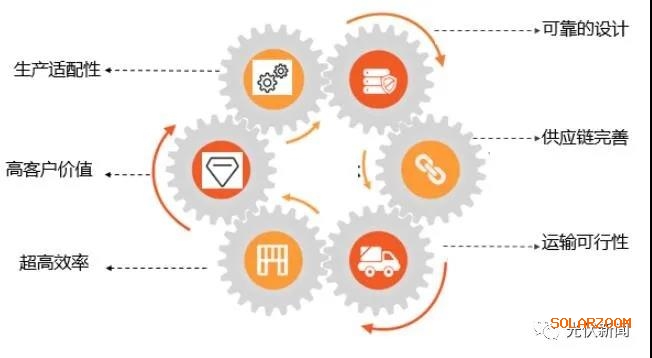 可靠的设计
生产适配性
供应链完善
高客户价值
运输可行性
超高效率
SOLARZOOM
光伏新闻